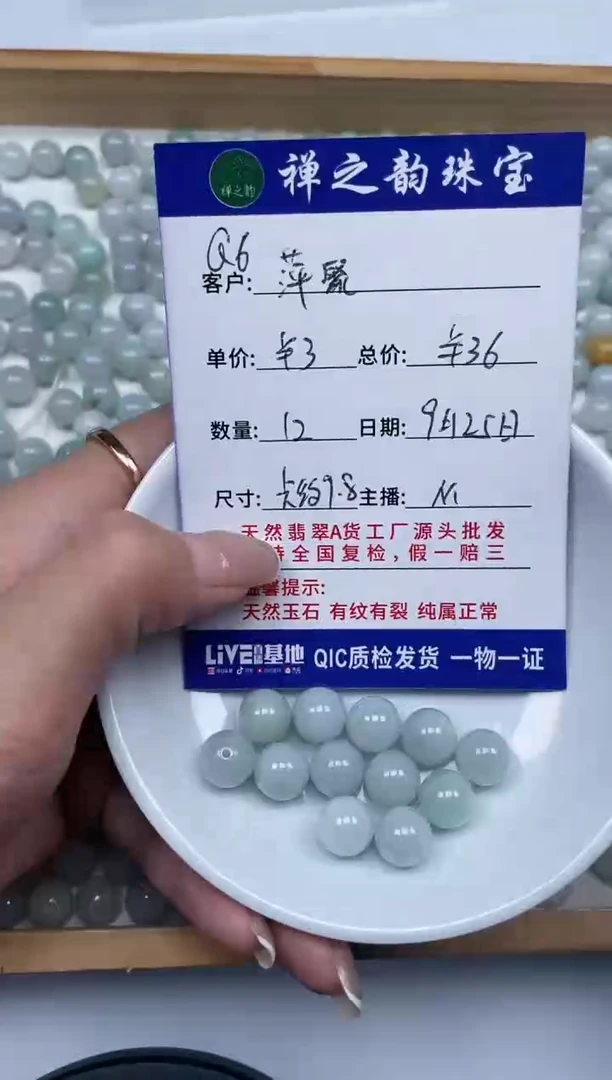 禅之韵
禅之韵珠宝
Q6
客户: 萍
单价: ¥3 总价: ¥36
数量: 12 日期: 9月25日
尺寸: 9.8 主播:
天然翡翠A货工厂源头批发
持全国复检,假一赔三
温馨提示:
天然玉石 有纹有裂 纯属正常
LiVE 基地 QIC质检发货 一物一证